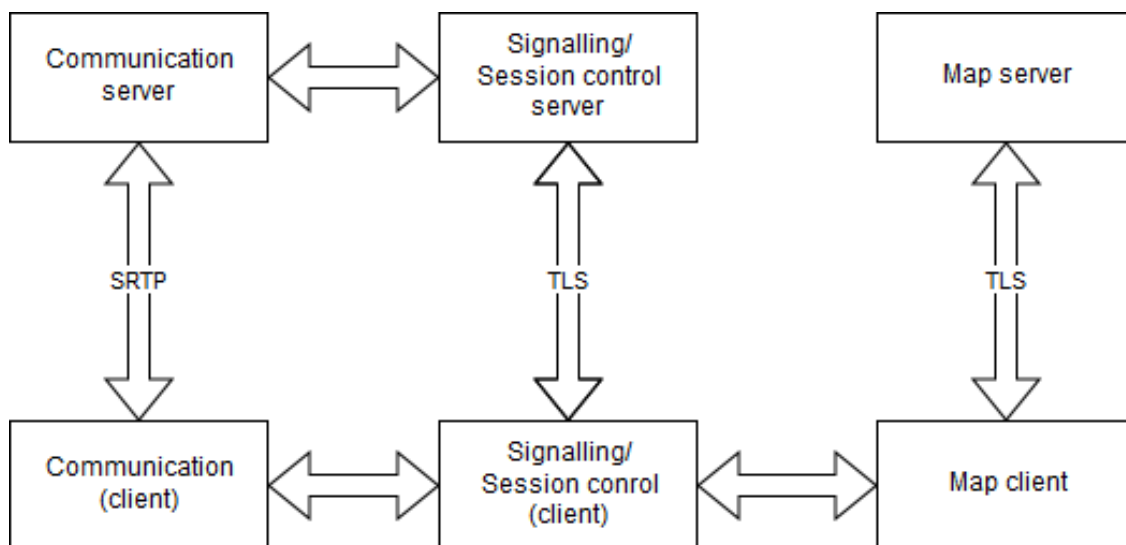 Communication
server
Signalling/
Session control
server
Map server
SRTP
TLS
TLS
Communication
(client)
Signalling/
Session conrol
(client)
Map client